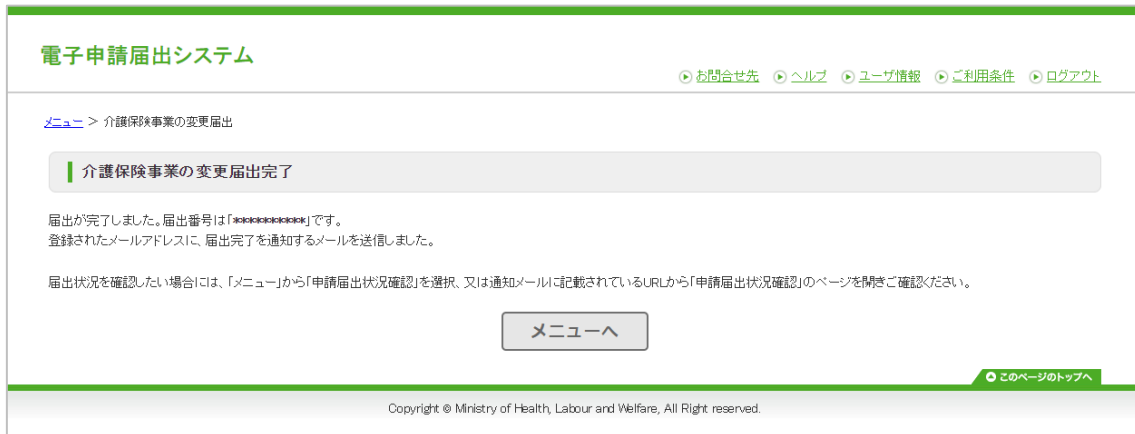 電子申請届出システム
お問合せ先 ヘルプ ユーザ情報 ご利用条件 ログアウト
メニュー > 介護保険事業の変更届出
介護保険事業の変更届出完了
届出が完了しました。届出番号は「***********」です。
登録されたメールアドレスに、届出完了を通知するメールを送信しました。
届出状況を確認したい場合には、「メニュー」から「申請届出状況確認」を選択、又は通知メールに記載されているURLから「申請届出状況確認」のページを開きご確認ください。
メニューへ
このページのトップへ
Copyright © Ministry of Health, Labour and Welfare, All Right reserved.